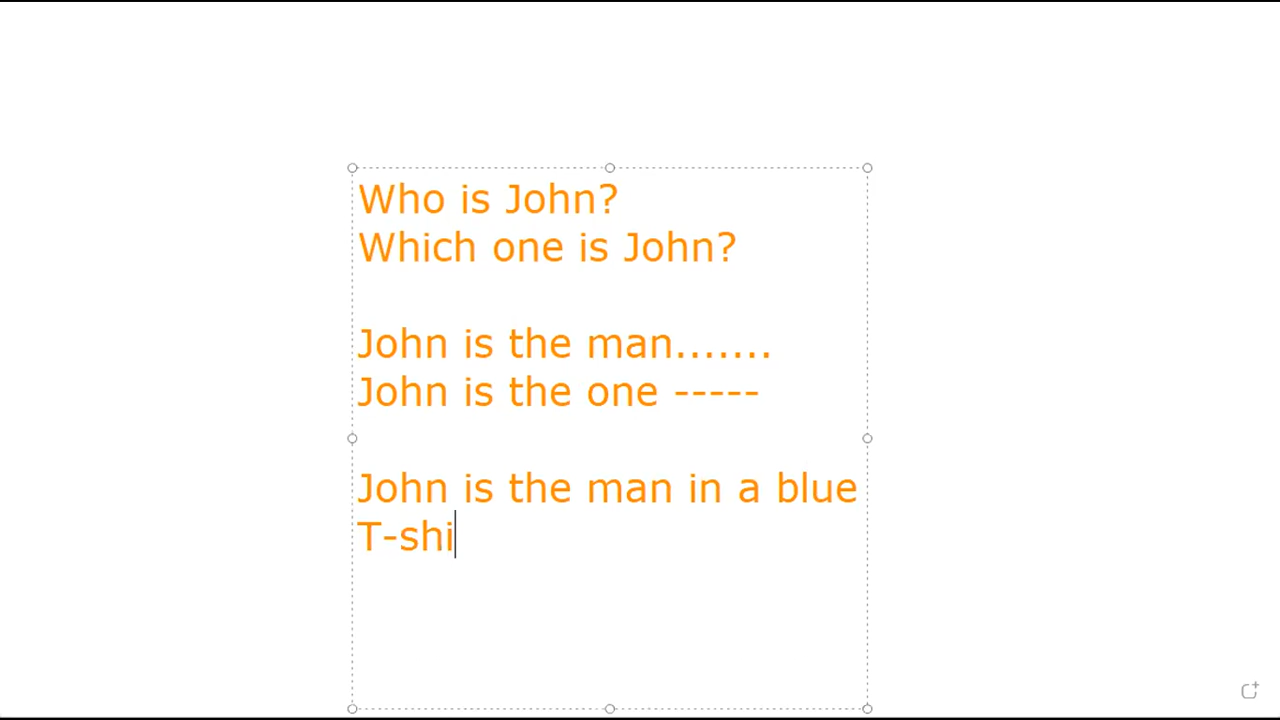 Who is John?
Which one is John?
John is the man.......
John is the one -----
John is the man in a blue
T-shi